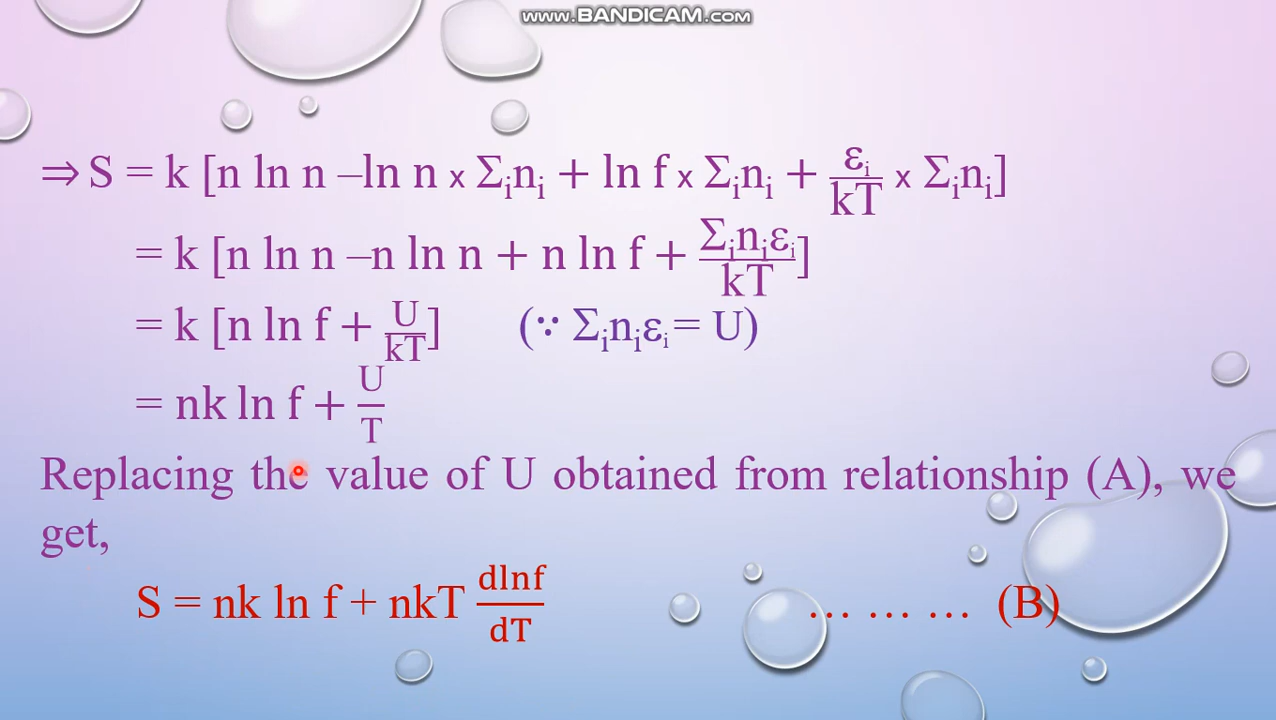 www.BANDICAM.com
⇒ S = k [n ln n –ln n x Σᵢnᵢ + ln f x Σᵢnᵢ + εᵢ/kT x Σᵢnᵢ]
= k [n ln n –n ln n + n ln f + Σᵢnᵢεᵢ/kT]
= k [n ln f + U/kT] (∵ Σᵢnᵢεᵢ = U)
= nk ln f + U/T
Replacing the value of U obtained from relationship (A), we
get,
S = nk ln f + nkT dlnf/dT … … … (B)